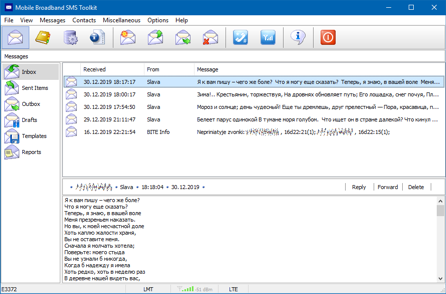 Mobile Broadband SMS Toolkit
File View Messages Contacts Miscellaneous Options Help
Messages
Inbox
Sent Items
Outbox
Drafts
Templates
Reports
Received From Message
30.12.2019 18:17:17 Slava Я к вам пишу – чего же боле? Что я могу еще сказать? Теперь, я знаю, в вашей воле Меня...
30.12.2019 18:00:17 Slava Зима!.. Крестьянин, торжествуя, На дровнях обновляет путь; Его лошадка, снег почуя, Пл...
30.12.2019 17:54:50 Slava Мороз и солнце; день чудесный! Еще ты дремлешь, друг прелестный — Пора, красавица, п...
29.12.2019 21:11:47 Slava Белеет парус одинокой В тумане моря голубом. Что ищет он в стране далекой? Что кинул ...
16.12.2019 22:21:54 BITE Info Neprinistyje zvonki: , 16d22:21(1); , 16d22:15(1);
• Slava • 18:18:04 • 30.12.2019 •
Reply Forward Delete
Я к вам пишу – чего же боле?
Что я могу еще сказать?
Теперь, я знаю, в вашей воле
Меня презреньем наказать.
Но вы, к моей несчастной доле
Хоть каплю жалости храня,
Вы не оставите меня.
Сначала я молчать хотела;
Поверьте: моего стыда
Вы не узнали б никогда,
Когда б надежду я имела
Хоть редко, хоть в неделю раз
В деревне нашей видеть вас,
E3372 LMT LTE